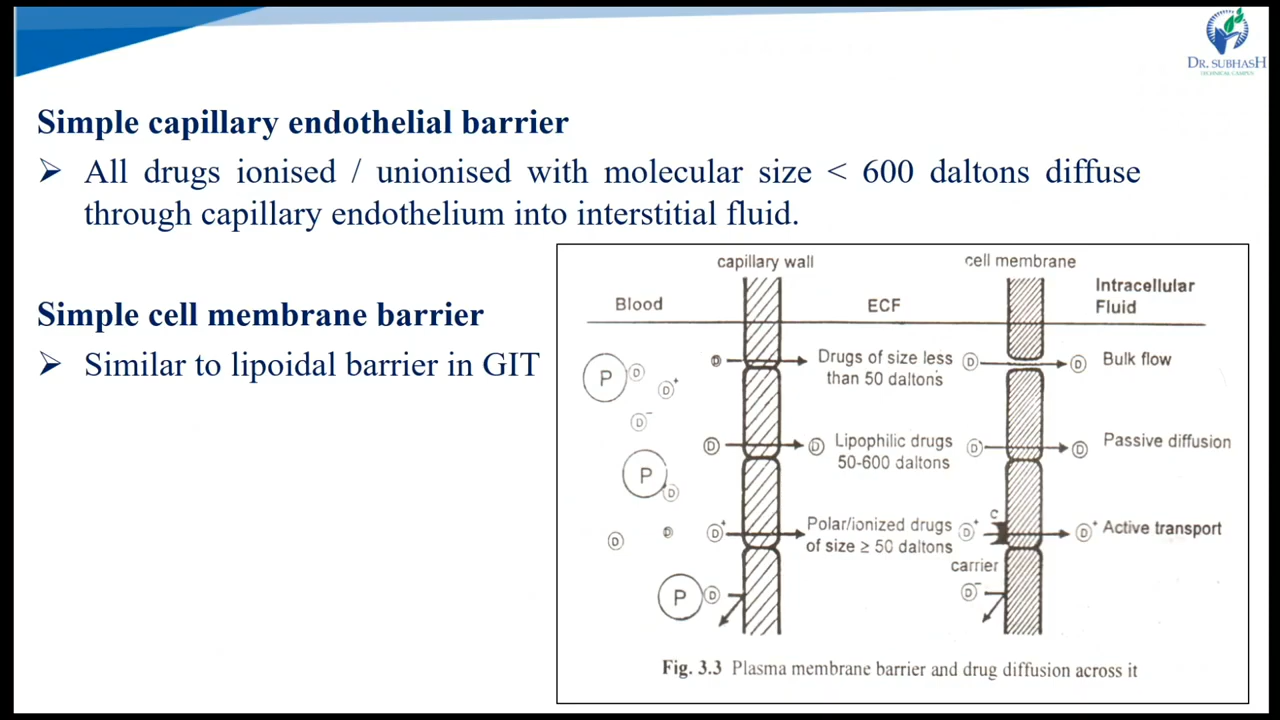 DR. SUBHASH
TECHNICAL CAMPUS
Simple capillary endothelial barrier
➢ All drugs ionised / unionised with molecular size < 600 daltons diffuse
through capillary endothelium into interstitial fluid.
Simple cell membrane barrier
➢ Similar to lipoidal barrier in GIT
capillary wall
cell membrane
Blood
ECF
Intracellular
Fluid
P D D+
D Drugs of size less
than 50 daltons
D D Bulk flow
D-
D D Lipophilic drugs
50-600 daltons
D D Passive diffusion
P D
D D D+ Polar/ionized drugs
of size ≥ 50 daltons
D+ c D+ Active transport
carrier
P D
D-
Fig. 3.3 Plasma membrane barrier and drug diffusion across it